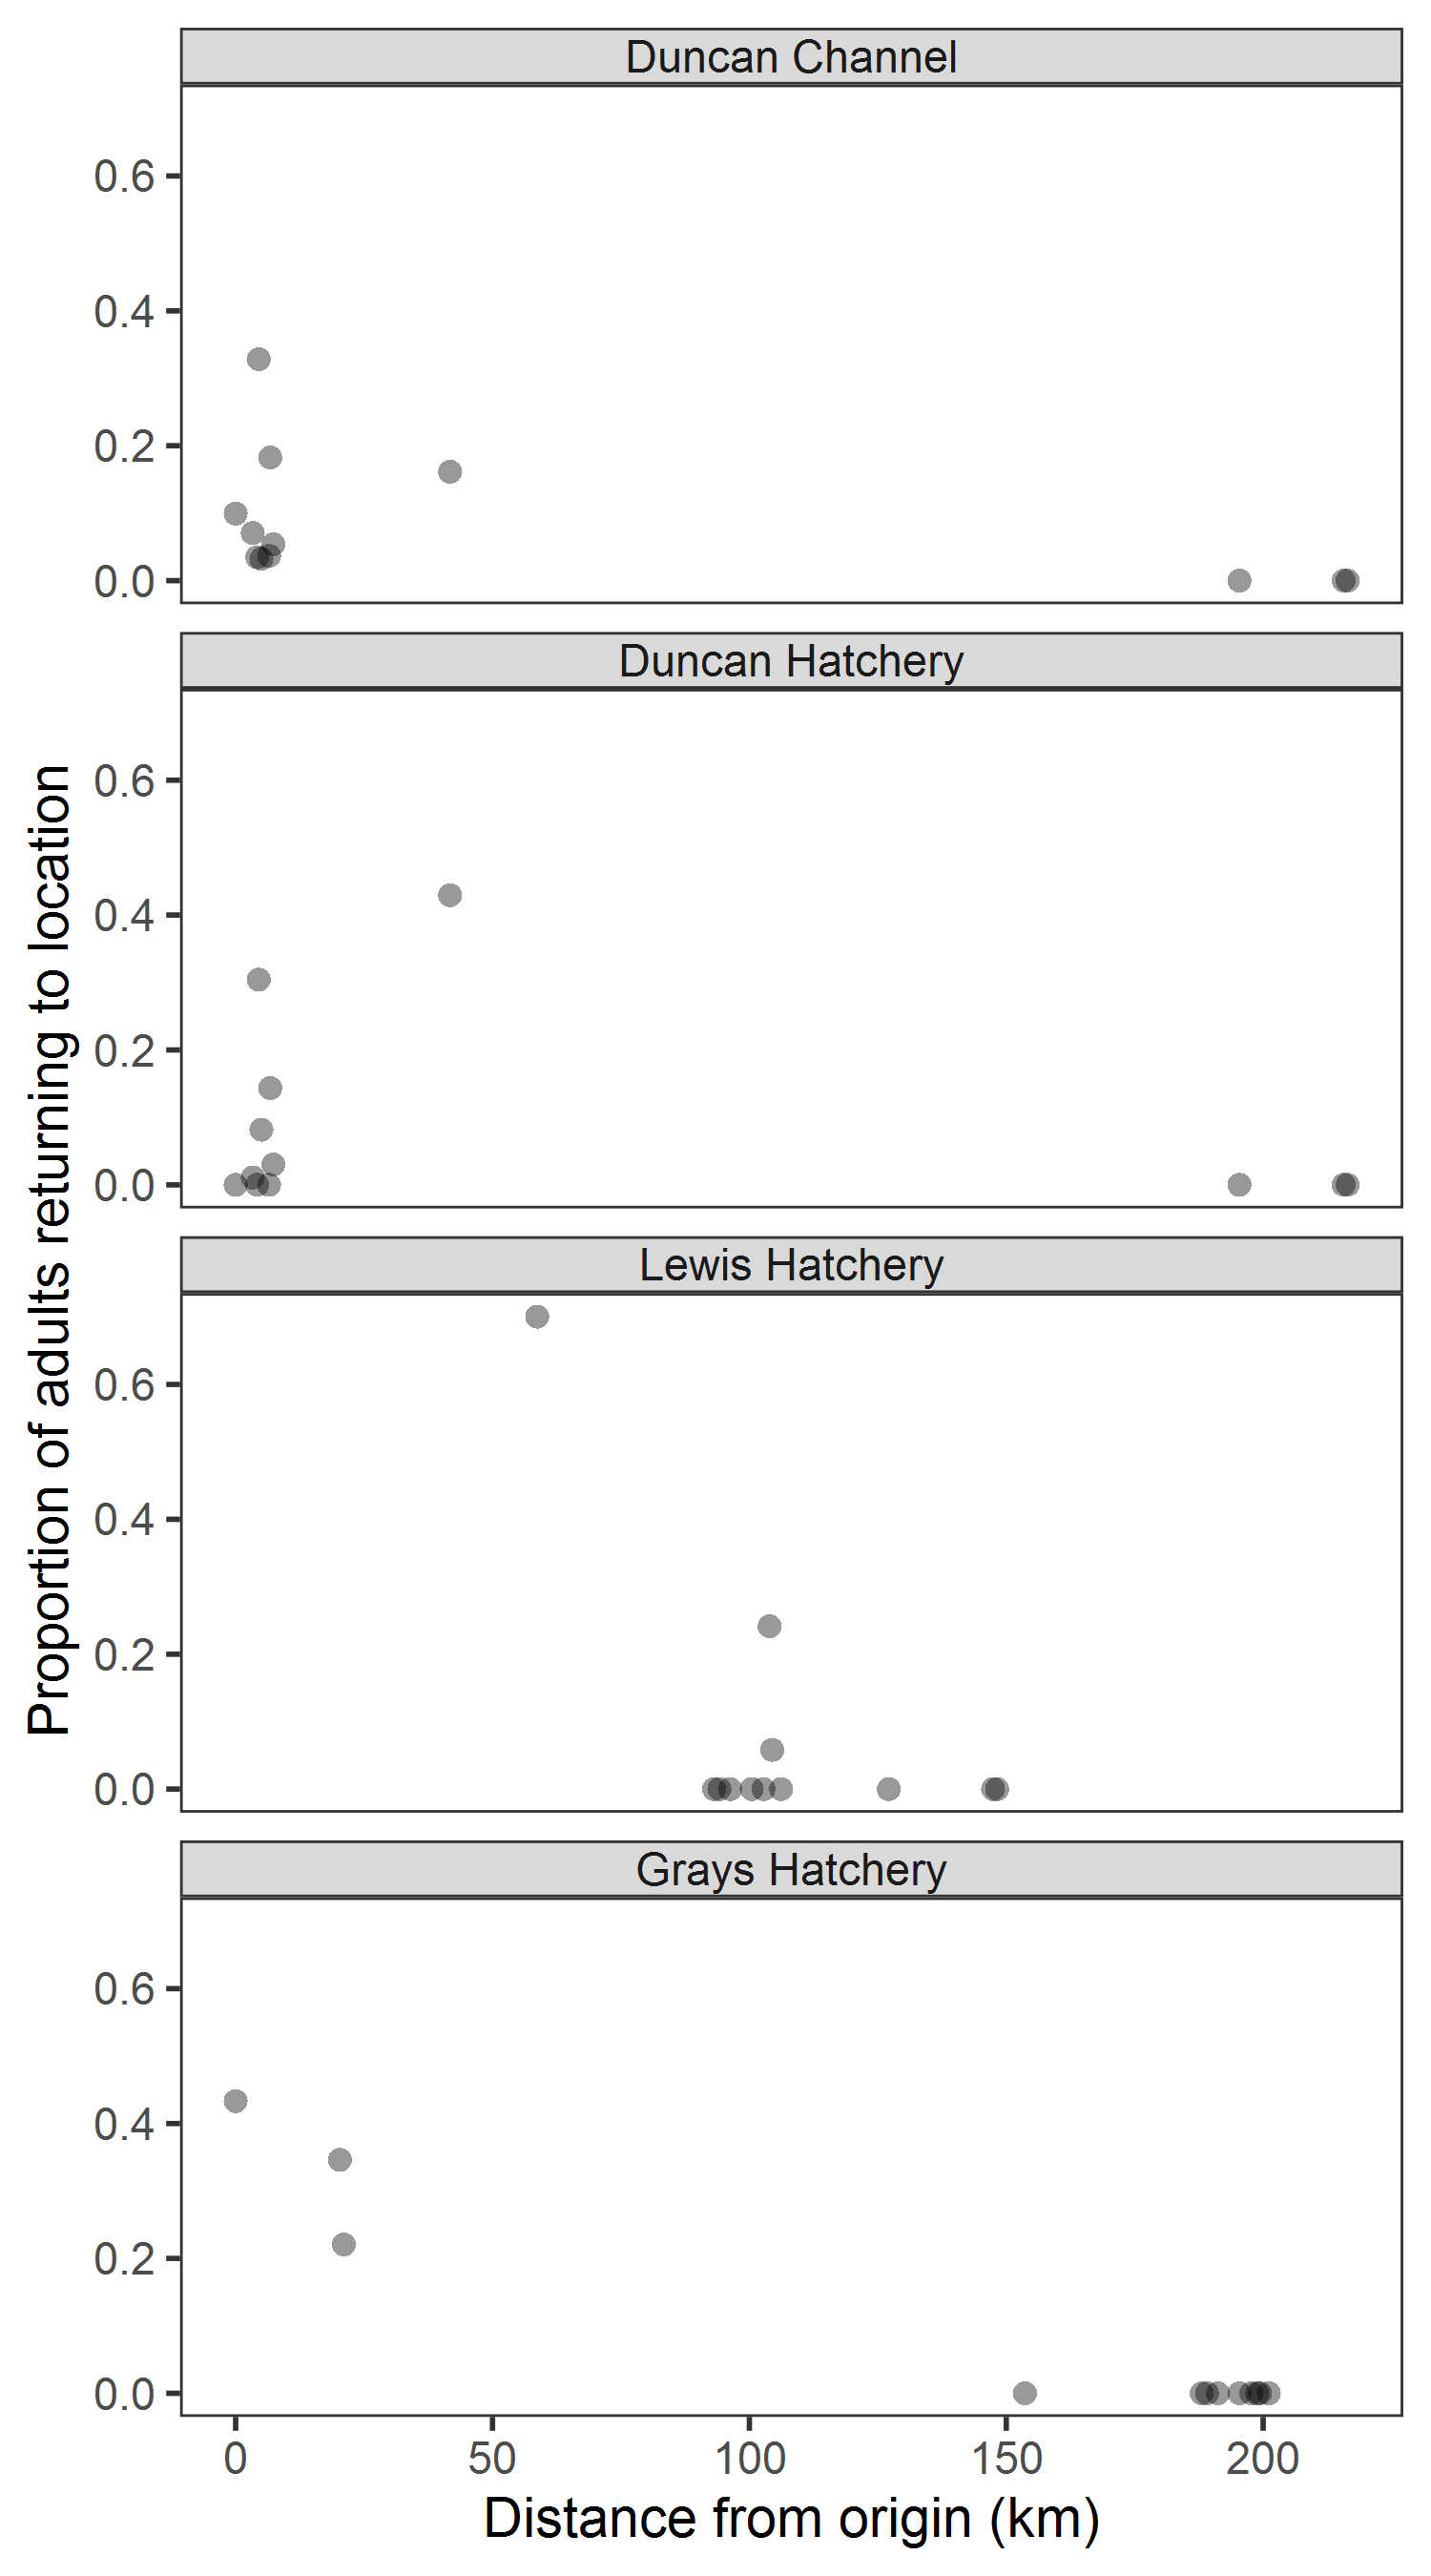 Duncan Channel
0.6
0.4
0.2
0.0
Duncan Hatchery
0.6
0.4
0.2
0.0
Lewis Hatchery
0.6
0.4
0.2
0.0
Grays Hatchery
0.6
0.4
0.2
0.0
0 50 100 150 200
Distance from origin (km)
Proportion of adults returning to location